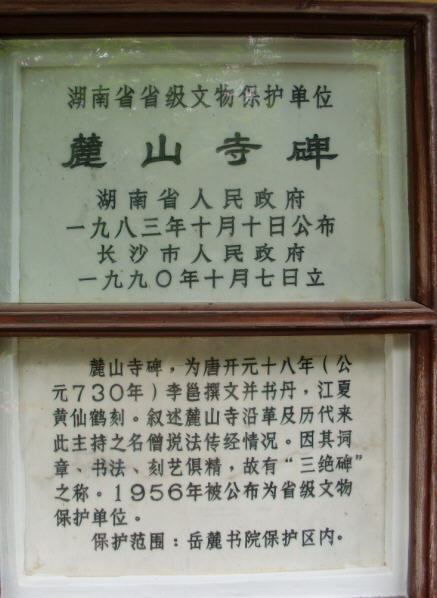 湖南省省级文物保护单位
麓山寺碑
湖南省人民政府
一九八三年十月十日公布
长沙市人民政府
一九九〇年十月七日立
麓山寺碑，为唐开元十八年（公
元730年）李邕撰文并书丹，江夏
黄仙鹤刻。叙述麓山寺沿革及历代来
此主持之名僧说法传经情况。因其词
章、书法、刻艺俱精，故有“三绝碑”
之称。1956年被公布为省级文物
保护单位。
保护范围：岳麓书院保护区内。